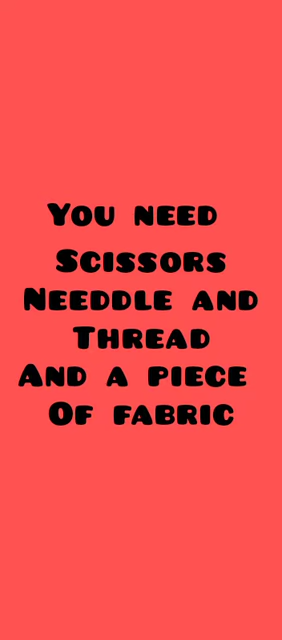 You need
Scissors
Needdle and
Thread
And a piece
Of fabric